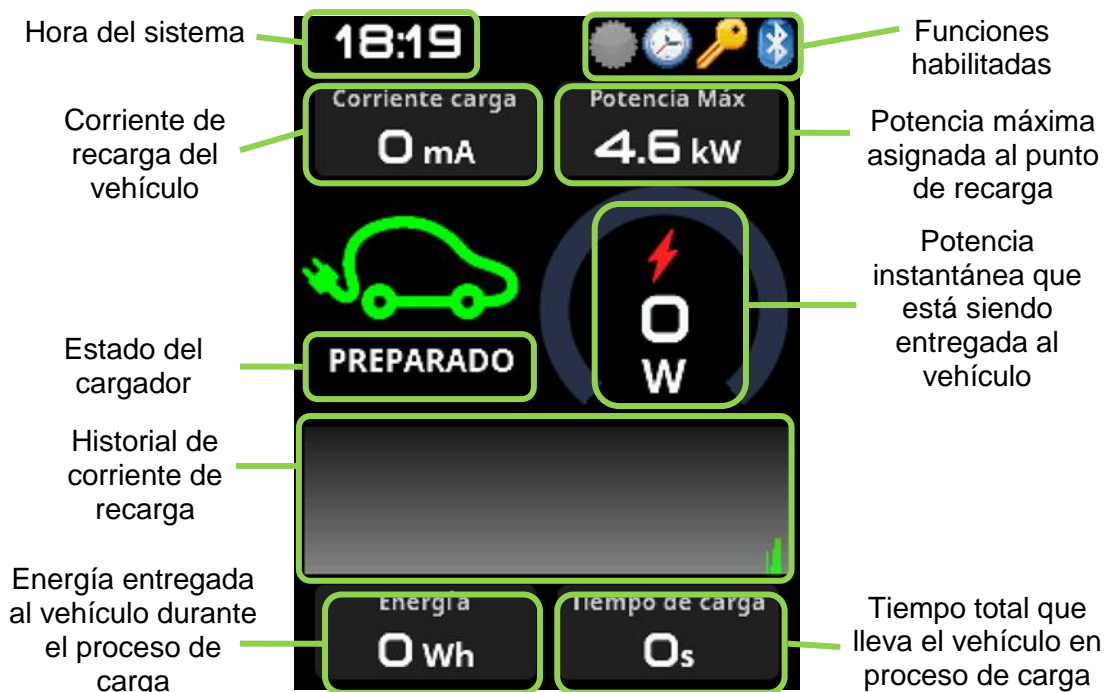 Hora del sistema
18:19
Funciones
habilitadas
Corriente de
recarga del
vehículo
Corriente carga
0 mA
Potencia Máx
4.6 kW
Potencia máxima
asignada al punto
de recarga
0
W
Potencia
instantánea que
está siendo
entregada al
vehículo
Estado del
cargador
PREPARADO
Historial de
corriente de
recarga
Energía entregada
al vehículo durante
el proceso de
carga
Energía
0 Wh
Tiempo de carga
0s
Tiempo total que
lleva el vehículo en
proceso de carga